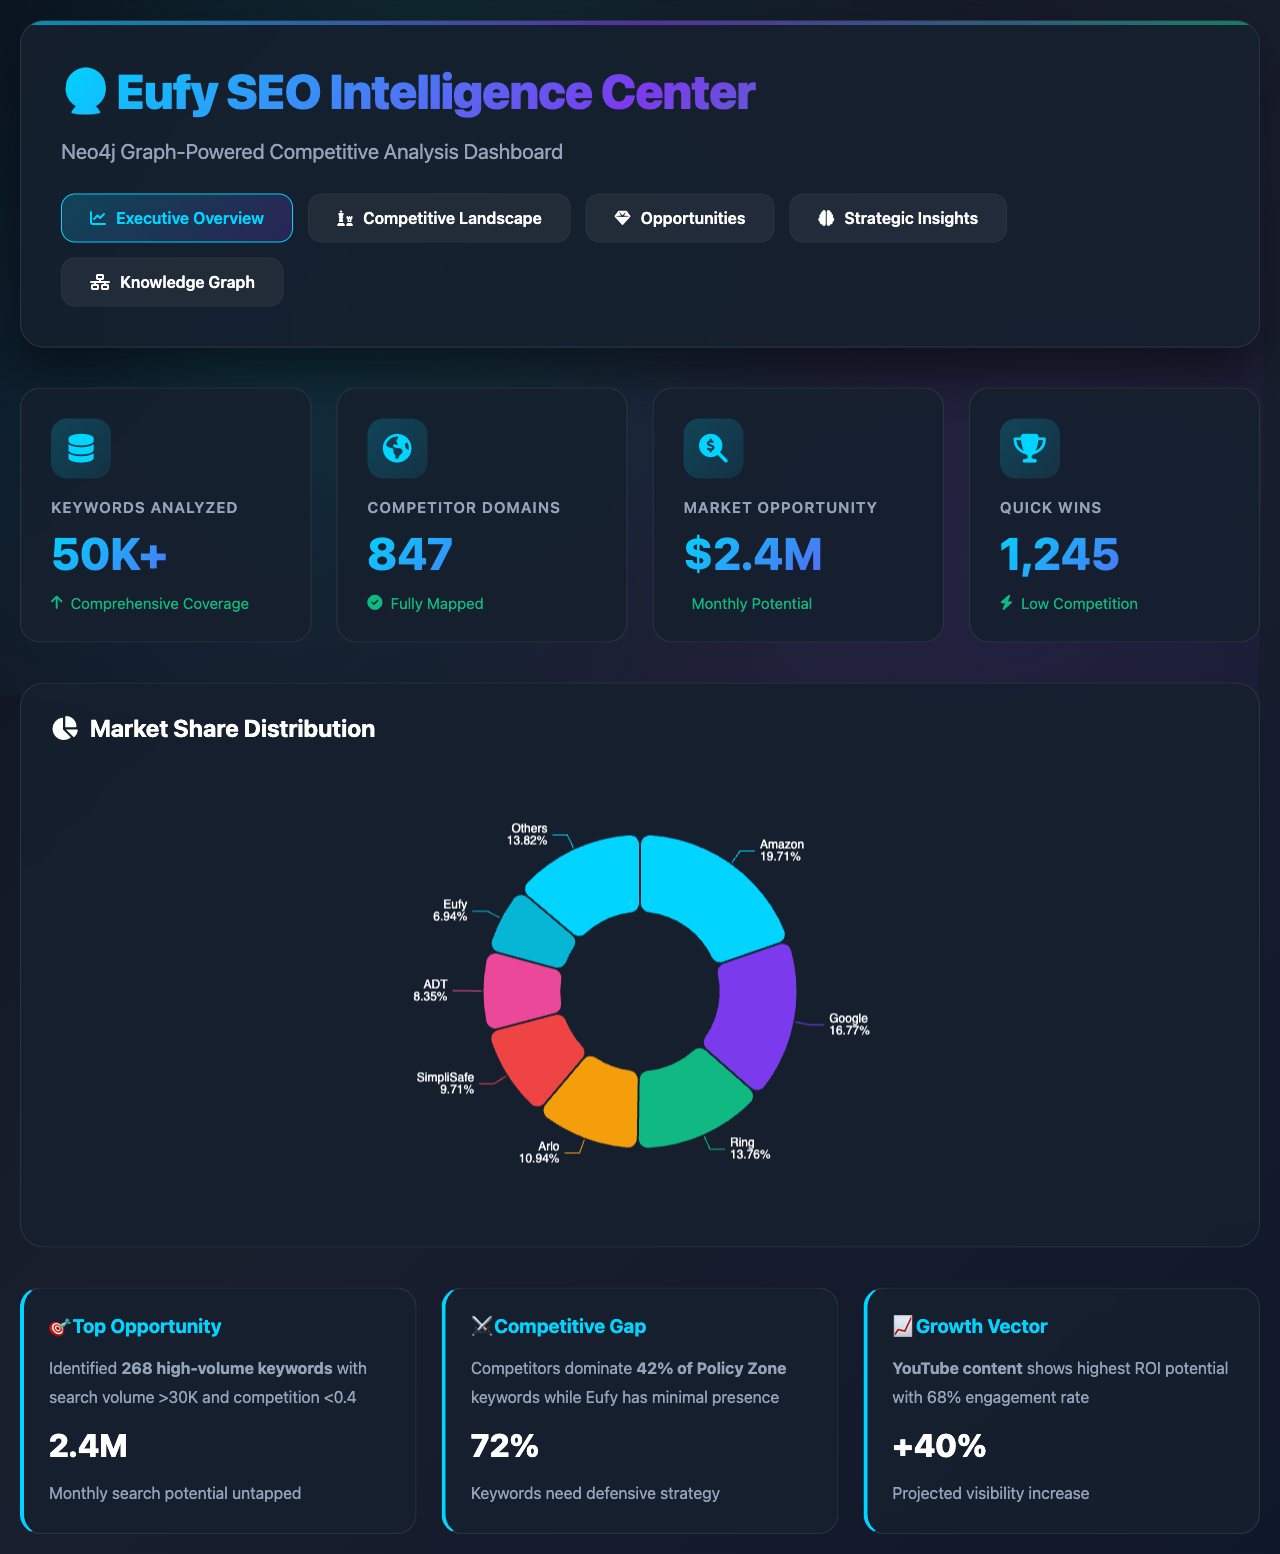 Eufy SEO Intelligence Center
Neo4j Graph-Powered Competitive Analysis Dashboard
Executive Overview
Competitive Landscape
Opportunities
Strategic Insights
Knowledge Graph
KEYWORDS ANALYZED
50K+
Comprehensive Coverage
COMPETITOR DOMAINS
847
Fully Mapped
MARKET OPPORTUNITY
$2.4M
Monthly Potential
QUICK WINS
1,245
Low Competition
Market Share Distribution
Others
13.82%
Amazon
19.71%
Eufy
6.94%
ADT
8.35%
Google
16.77%
SimpliSafe
9.71%
Arlo
10.94%
Ring
13.76%
Top Opportunity
Identified 268 high-volume keywords with
search volume >30K and competition <0.4
2.4M
Monthly search potential untapped
Competitive Gap
Competitors dominate 42% of Policy Zone
keywords while Eufy has minimal presence
72%
Keywords need defensive strategy
Growth Vector
YouTube content shows highest ROI potential
with 68% engagement rate
+40%
Projected visibility increase